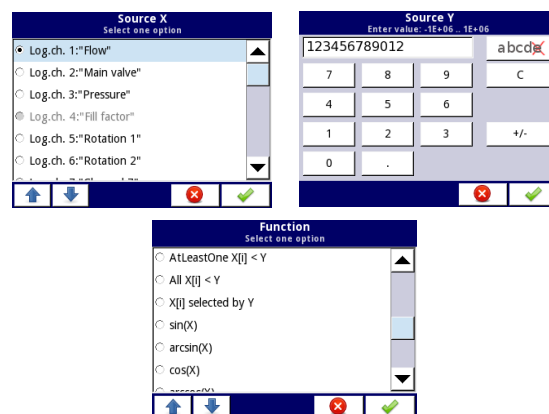 Source X
Select one option
Log.ch. 1:"Flow"
Log.ch. 2:"Main valve"
Log.ch. 3:"Pressure"
Log.ch. 4:"Fill factor"
Log.ch. 5:"Rotation 1"
Log.ch. 6:"Rotation 2"
Source Y
Enter value: -1E+06 .. 1E+06
123456789012
abcde
7 8 9 C
4 5 6
1 2 3 +/-
0 .
Function
Select one option
AtLeastOne X[i] < Y
All X[i] < Y
X[i] selected by Y
sin(X)
arcsin(X)
cos(X)